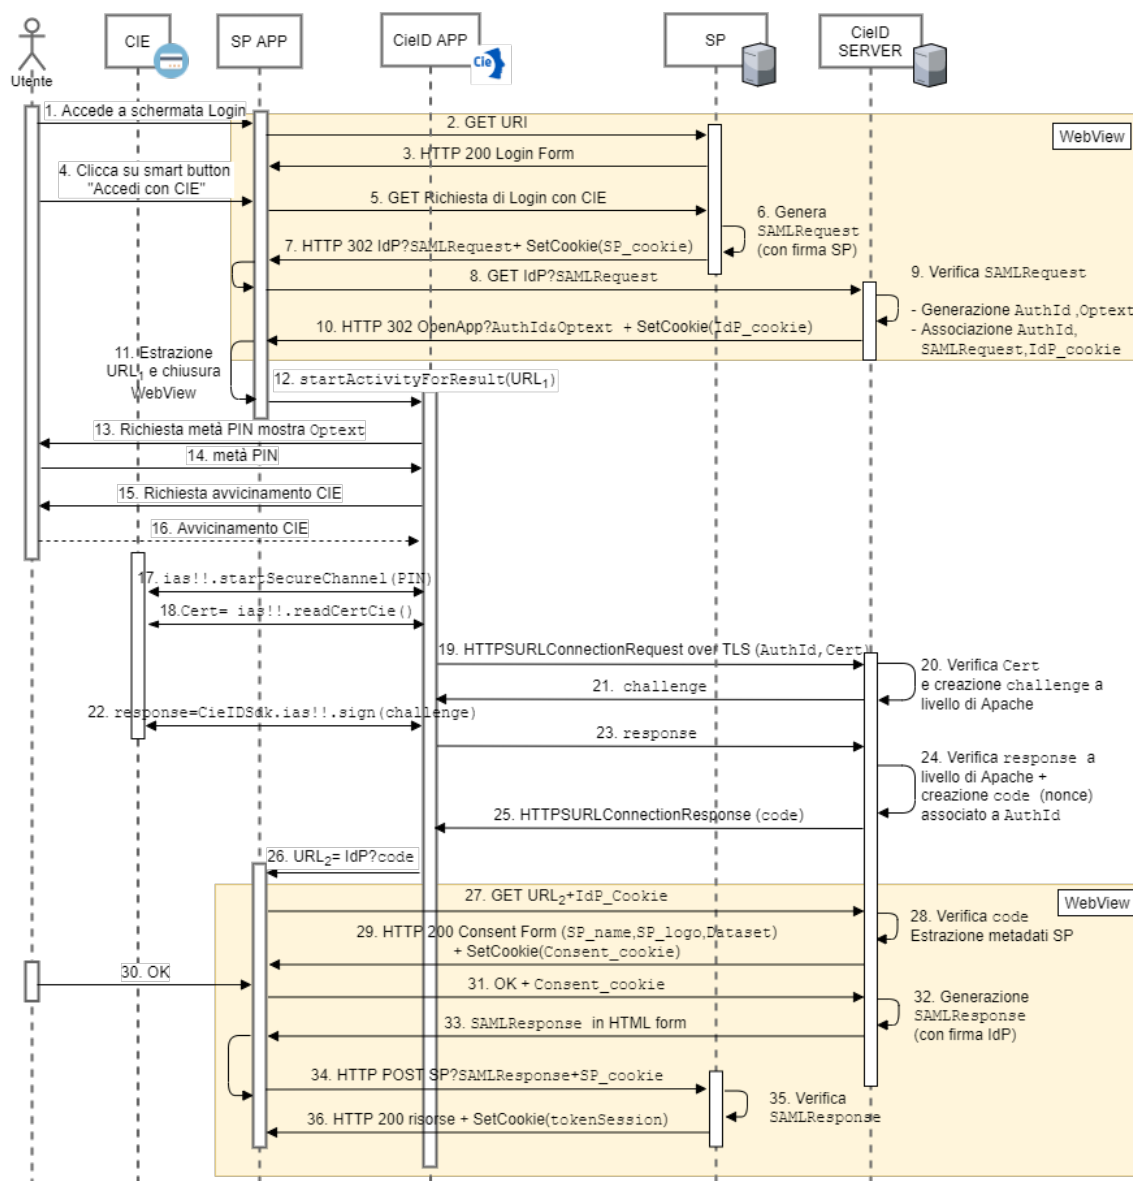 CIE
SP APP
CieID APP
Cie
SP
CieID
SERVER
Utente
1. Accede a schermata Login
2. GET URI
WebView
3. HTTP 200 Login Form
4. Clicca su smart button
"Accedi con CIE"
5. GET Richiesta di Login con CIE
6. Genera
SAMLRequest
(con firma SP)
7. HTTP 302 IdP?SAMLRequest+ SetCookie(SP_cookie)
8. GET IdP?SAMLRequest
9. Verifica SAMLRequest
- Generazione AuthId ,Optext
- Associazione AuthId,
SAMLRequest,IdP_cookie
10. HTTP 302 OpenApp?AuthId&Optext + SetCookie(IdP_cookie)
11. Estrazione
URL1 e chiusura
WebView
12. startActivityForResult(URL1)
13. Richiesta metà PIN mostra Optext
14. metà PIN
15. Richiesta avvicinamento CIE
16. Avvicinamento CIE
17. ias!!.startSecureChannel(PIN)
18.Cert= ias!!.readCertCie()
19. HTTPSURLConnectionRequest over TLS (AuthId,Cert)
20. Verifica Cert
e creazione challenge a
livello di Apache
21. challenge
22. response=CieIDSdk.ias!!.sign(challenge)
23. response
24. Verifica response a
livello di Apache +
creazione code (nonce)
associato a AuthId
25. HTTPSURLConnectionResponse (code)
26. URL2= IdP?code
27. GET URL2+IdP_Cookie
WebView
28. Verifica code
Estrazione metadati SP
29. HTTP 200 Consent Form (SP_name,SP_logo,Dataset)
+ SetCookie(Consent_cookie)
30. OK
31. OK + Consent_cookie
32. Generazione
SAMLResponse
(con firma IdP)
33. SAMLResponse in HTML form
34. HTTP POST SP?SAMLResponse+SP_cookie
35. Verifica
SAMLResponse
36. HTTP 200 risorse + SetCookie(tokenSession)